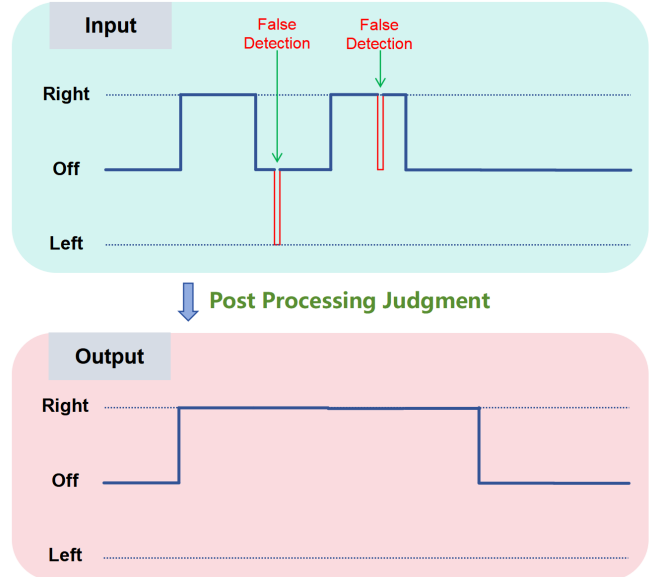 Input
False
Detection
False
Detection
Right
Off
Left
Post Processing Judgment
Output
Right
Off
Left